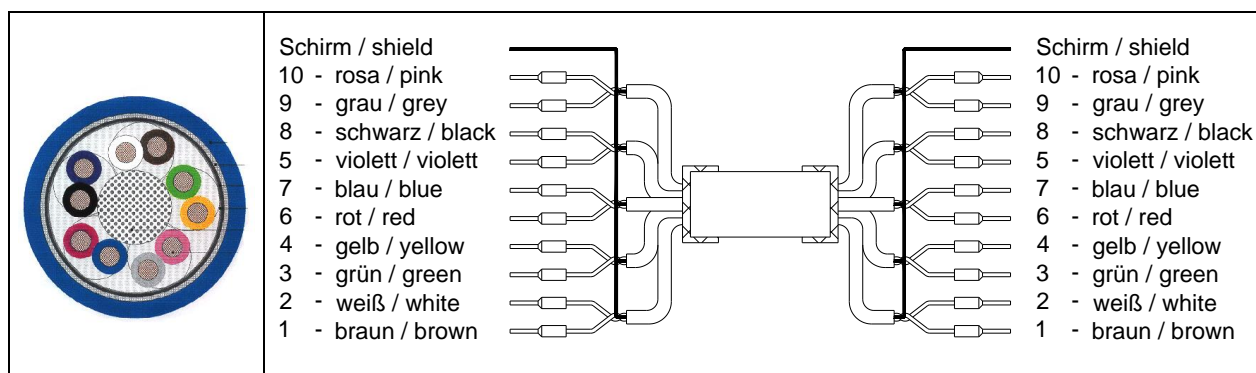 Schirm / shield
10 - rosa / pink
9 - grau / grey
8 - schwarz / black
5 - violett / violett
7 - blau / blue
6 - rot / red
4 - gelb / yellow
3 - grün / green
2 - weiß / white
1 - braun / brown
Schirm / shield
10 - rosa / pink
9 - grau / grey
8 - schwarz / black
5 - violett / violett
7 - blau / blue
6 - rot / red
4 - gelb / yellow
3 - grün / green
2 - weiß / white
1 - braun / brown